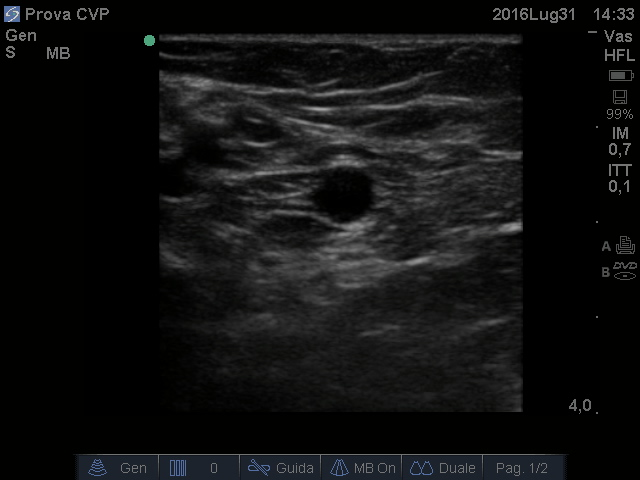 Prova CVP
2016Lug31 14:33
Gen
S MB
Vas
HFL
99%
IM
0,7
ITT
0,1
A
B DVD
4,0
Gen
0
Guida
MB On
Duale
Pag. 1/2